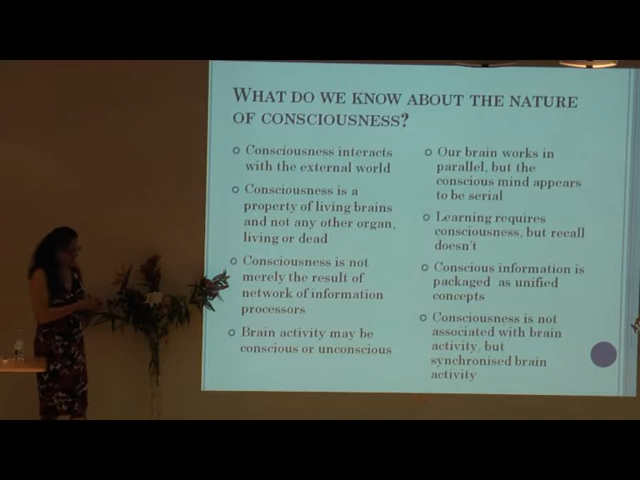 WHAT DO WE KNOW ABOUT THE NATURE
OF CONSCIOUSNESS?
Consciousness interacts
with the external world
Consciousness is a
property of living brains
and not any other organ,
living or dead
Consciousness is not
merely the result of
network of information
processors
Brain activity may be
conscious or unconscious
Our brain works in
parallel, but the
conscious mind appears
to be serial
Learning requires
consciousness, but recall
doesn't
Conscious information is
packaged as unified
concepts
Consciousness is not
associated with brain
activity, but
synchronised brain
activity